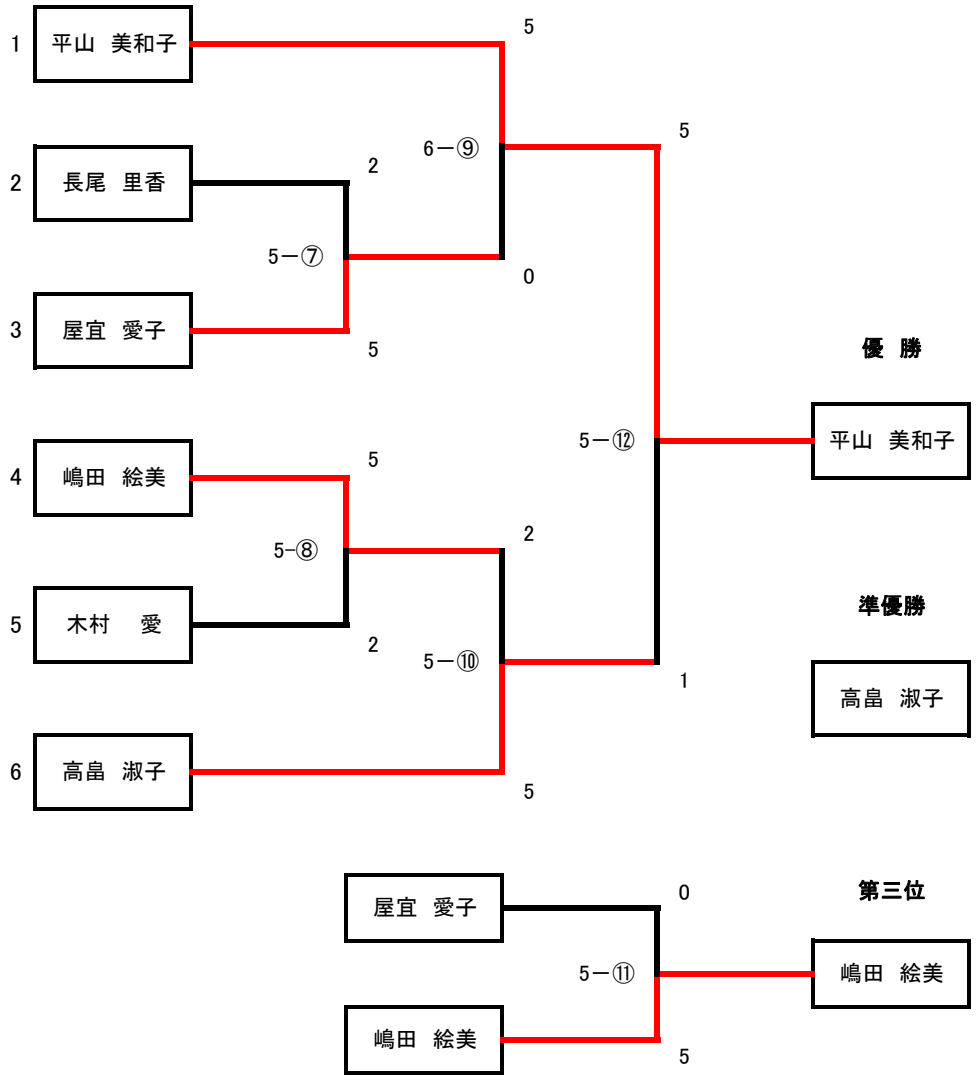 5
1 平山 美和子
5
6－⑨
2
2 長尾 里香
5－⑦
0
3 屋宜 愛子
5
優 勝
5
5－⑫
平山 美和子
4 嶋田 絵美
2
5-⑧
準優勝
5 木村 愛
2
5－⑩
1
高畠 淑子
6 高畠 淑子
5
0
第三位
屋宜 愛子
5－⑪
嶋田 絵美
嶋田 絵美
5